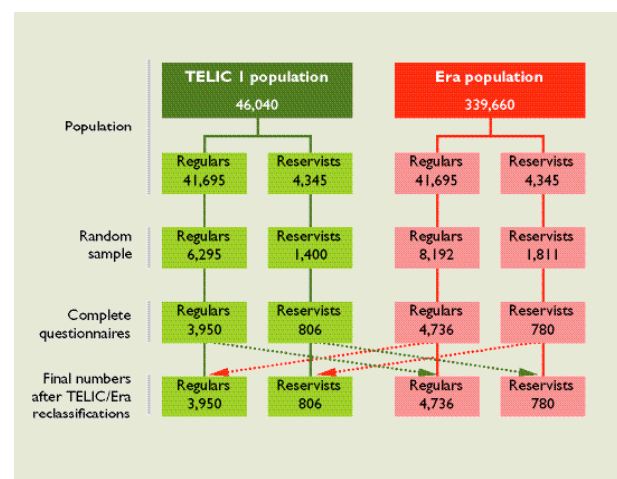 TELIC 1 population
46,040
Era population
339,660
Population
Regulars
41,695
Reservists
4,345
Regulars
41,695
Reservists
4,345
Random
sample
Regulars
6,295
Reservists
1,400
Regulars
8,192
Reservists
1,811
Complete
questionnaires
Regulars
3,950
Reservists
806
Regulars
4,736
Reservists
780
Final numbers
after TELIC/Era
reclassifications
Regulars
3,950
Reservists
806
Regulars
4,736
Reservists
780